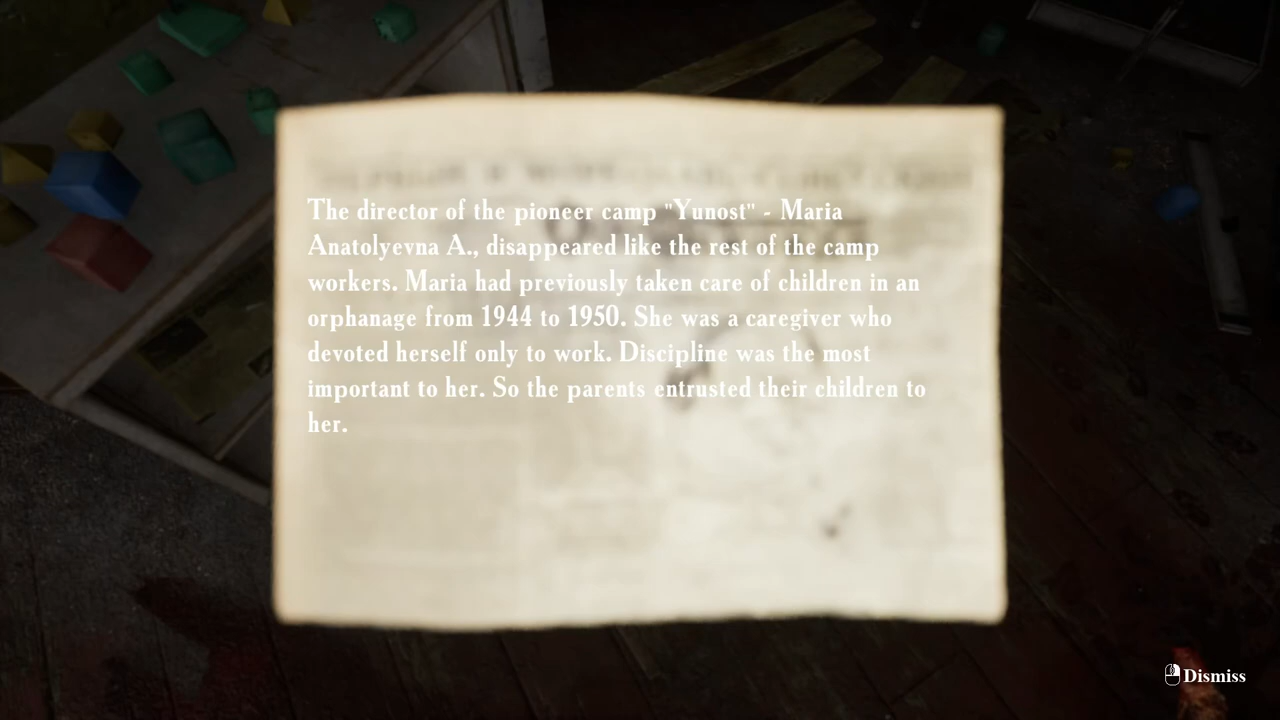 The director of the pioneer camp "Yunost" - Maria
Anatolyevna A., disappeared like the rest of the camp
workers. Maria had previously taken care of children in an
orphanage from 1944 to 1950. She was a caregiver who
devoted herself only to work. Discipline was the most
important to her. So the parents entrusted their children to
her.
Dismiss